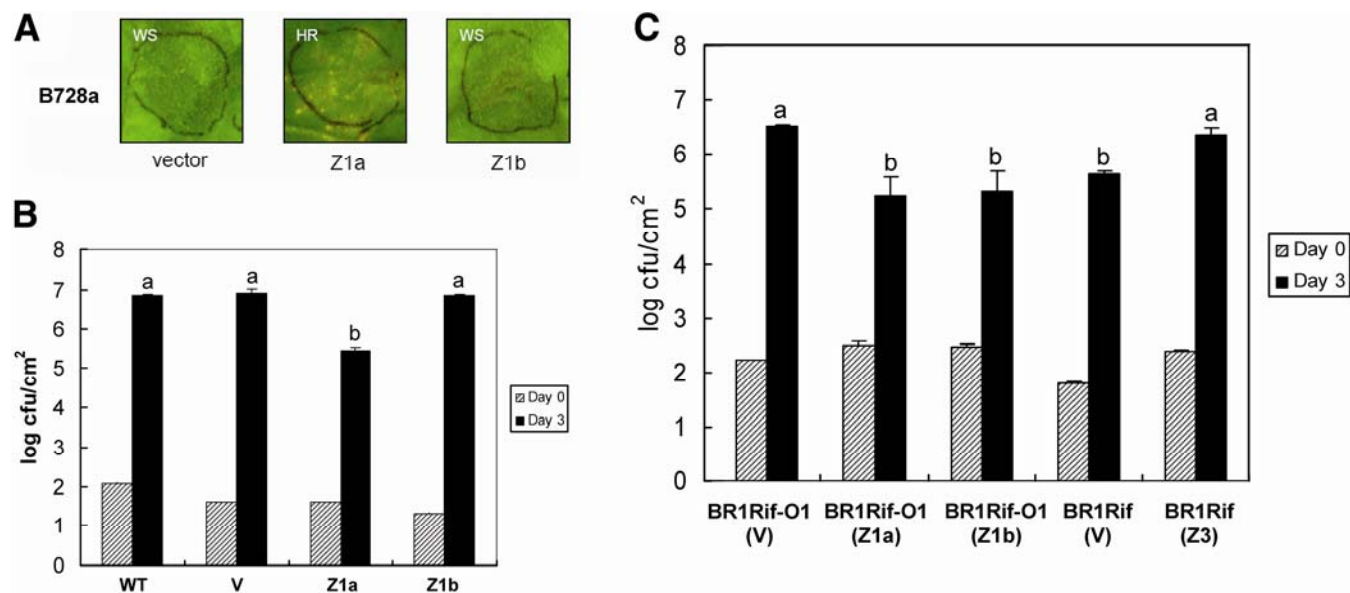 A
WS
HR
WS
B728a
vector
Z1a
Z1b
B
8
7
6
5
4
3
2
1
0
log cfu/cm2
a
a
b
a
WT
V
Z1a
Z1b
Day 0
Day 3
C
8
7
6
5
4
3
2
1
0
log cfu/cm2
a
b
b
b
a
BR1Rif-O1
(V)
BR1Rif-O1
(Z1a)
BR1Rif-O1
(Z1b)
BR1Rif
(V)
BR1Rif
(Z3)
Day 0
Day 3